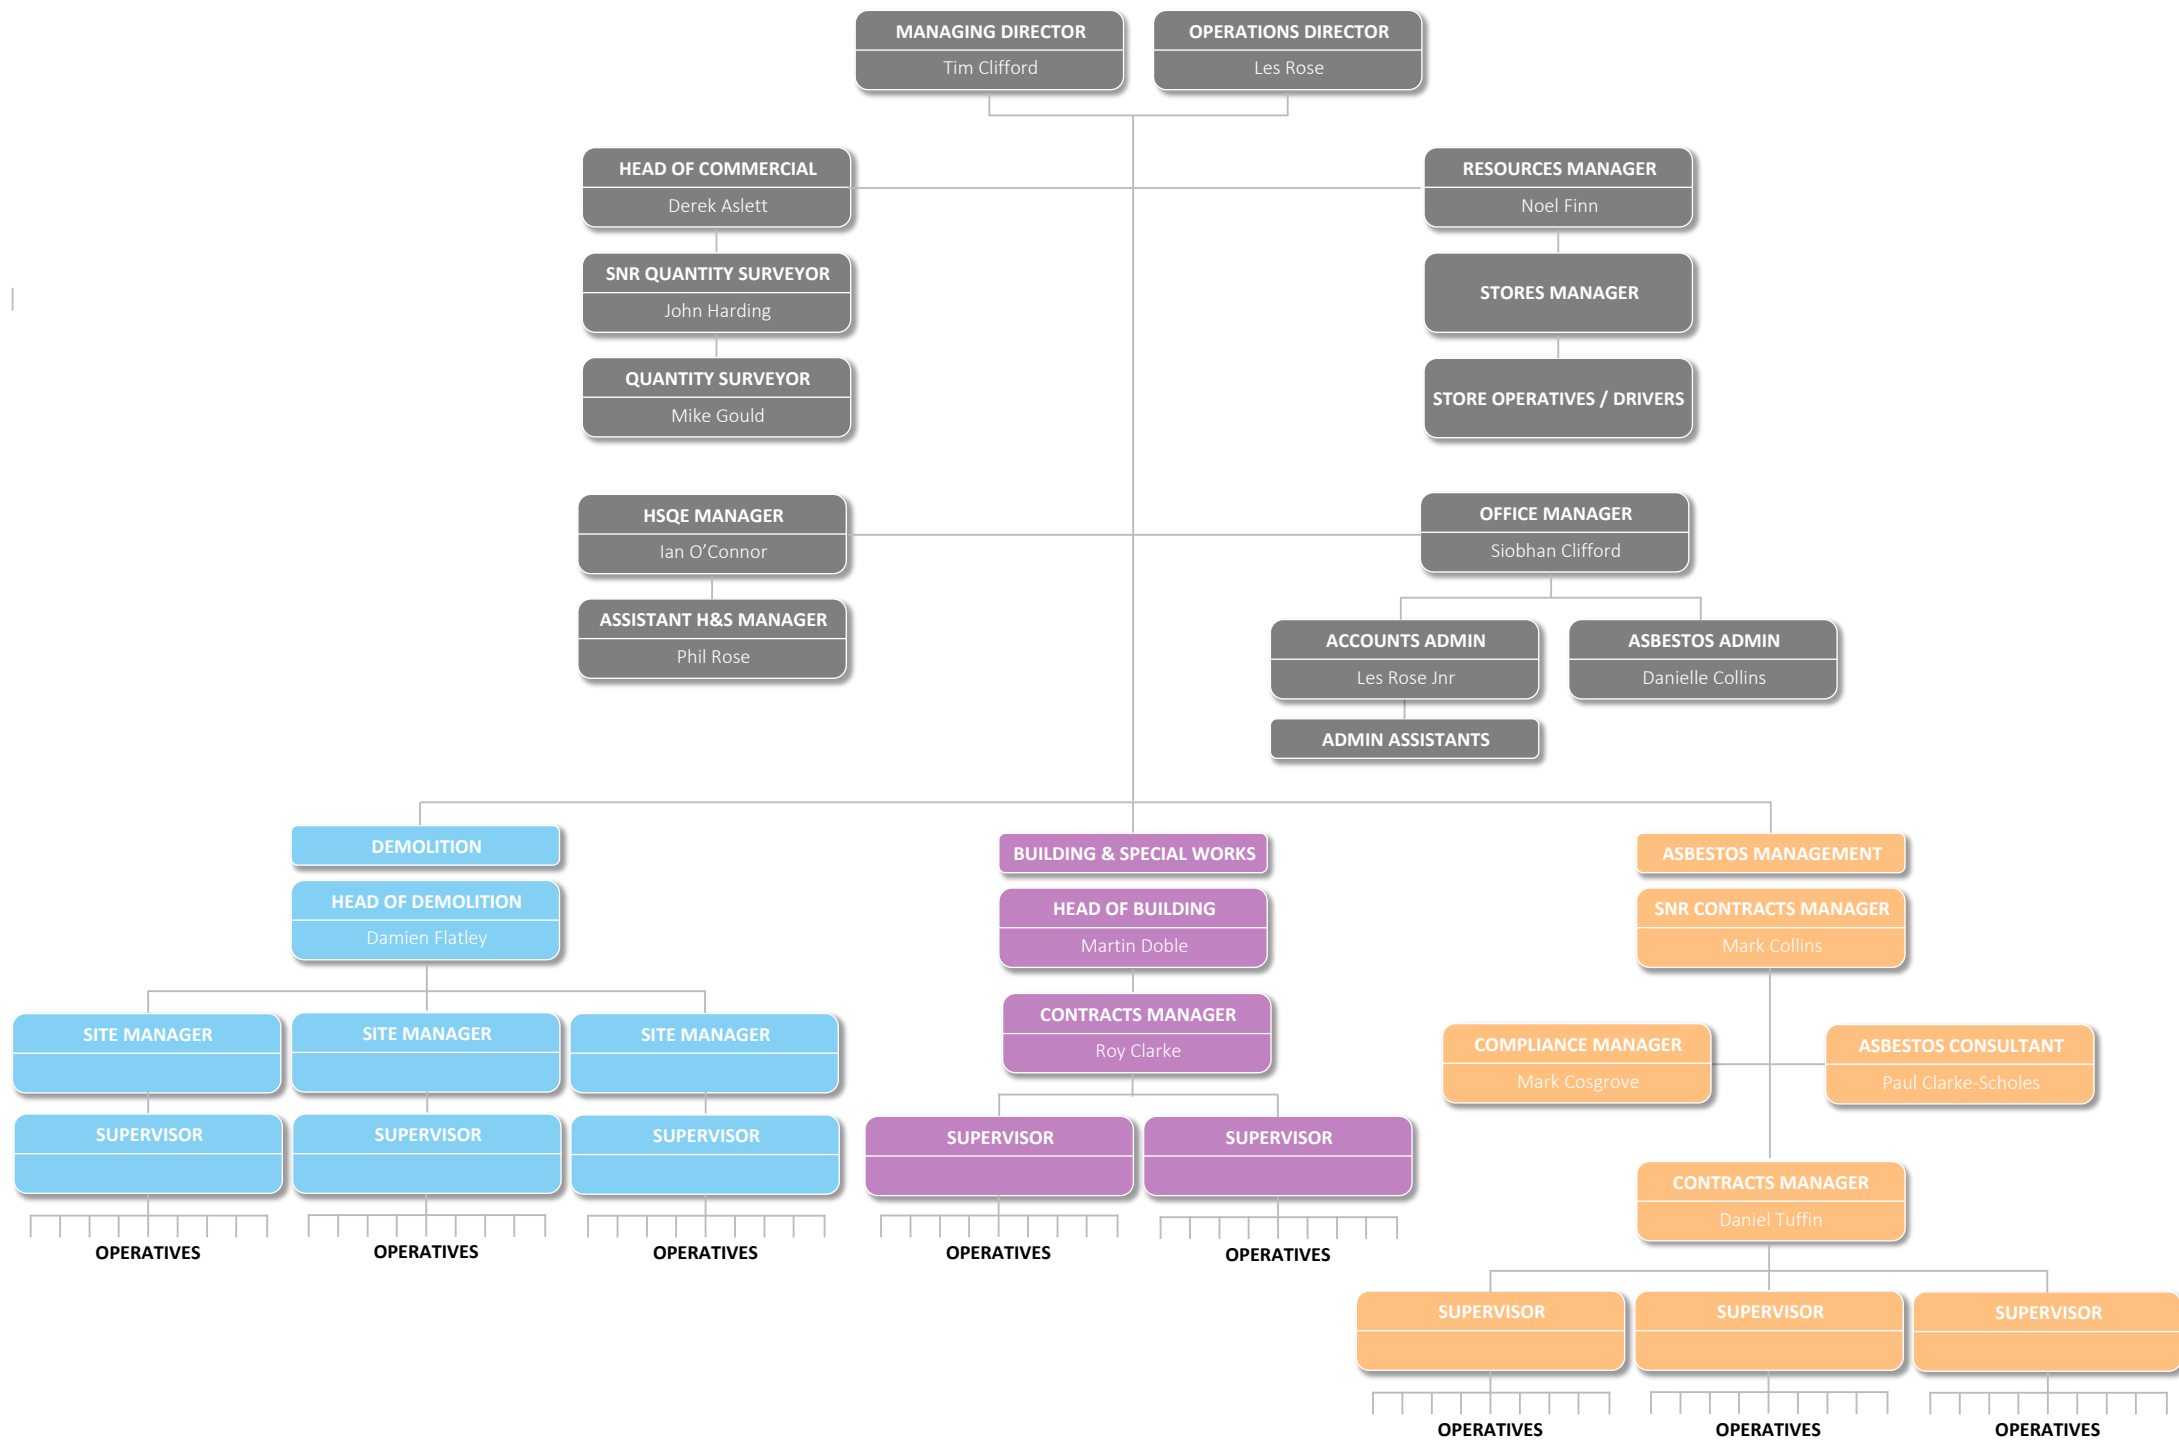 MANAGING DIRECTOR
Tim Clifford
OPERATIONS DIRECTOR
Les Rose
HEAD OF COMMERCIAL
Derek Aslett
RESOURCES MANAGER
Noel Finn
SNR QUANTITY SURVEYOR
John Harding
STORES MANAGER
QUANTITY SURVEYOR
Mike Gould
STORE OPERATIVES / DRIVERS
HSQE MANAGER
Ian O’Connor
OFFICE MANAGER
Siobhan Clifford
ASSISTANT H&S MANAGER
Phil Rose
ACCOUNTS ADMIN
Les Rose Jnr
ASBESTOS ADMIN
Danielle Collins
ADMIN ASSISTANTS
DEMOLITION
HEAD OF DEMOLITION
Damien Flatley
SITE MANAGER
SITE MANAGER
SITE MANAGER
SUPERVISOR
SUPERVISOR
SUPERVISOR
OPERATIVES
OPERATIVES
OPERATIVES
BUILDING & SPECIAL WORKS
HEAD OF BUILDING
Martin Doble
CONTRACTS MANAGER
Roy Clarke
SUPERVISOR
SUPERVISOR
OPERATIVES
OPERATIVES
ASBESTOS MANAGEMENT
SNR CONTRACTS MANAGER
Mark Collins
COMPLIANCE MANAGER
Mark Cosgrove
ASBESTOS CONSULTANT
Paul Clarke-Scholes
CONTRACTS MANAGER
Daniel Tuffin
SUPERVISOR
SUPERVISOR
SUPERVISOR
OPERATIVES
OPERATIVES
OPERATIVES